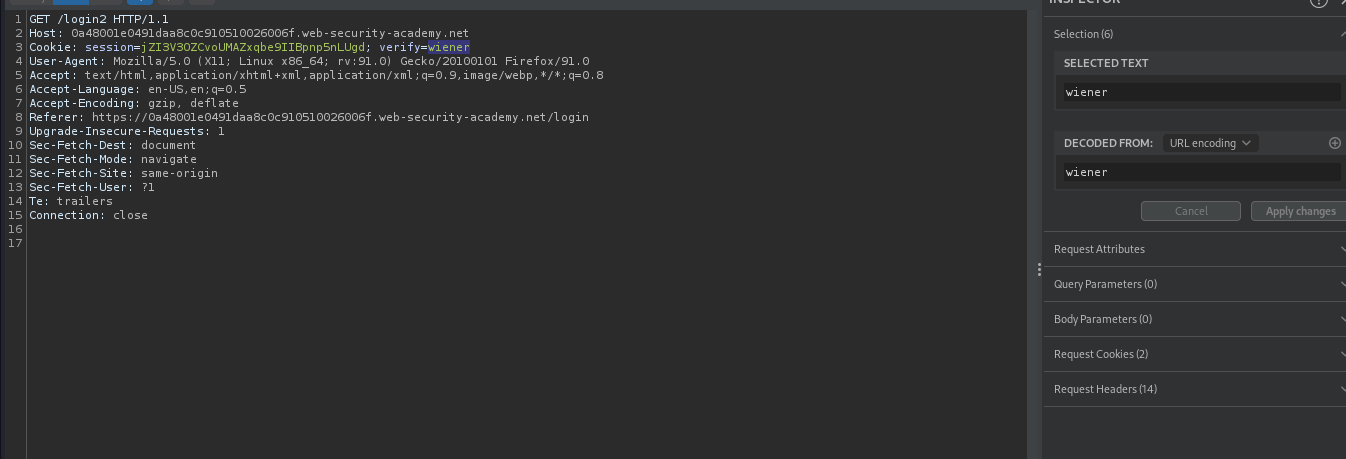 INSPECTOR
1 GET /login2 HTTP/1.1
2 Host: 0a48001e0491daa8c0c910510026006f.web-security-academy.net
3 Cookie: session=jZI3V3OZCvoUMAZxqbe9IIBpnp5nLUgd; verify=wiener
4 User-Agent: Mozilla/5.0 (X11; Linux x86_64; rv:91.0) Gecko/20100101 Firefox/91.0
5 Accept: text/html,application/xhtml+xml,application/xml;q=0.9,image/webp,*/*;q=0.8
6 Accept-Language: en-US,en;q=0.5
7 Accept-Encoding: gzip, deflate
8 Referer: https://0a48001e0491daa8c0c910510026006f.web-security-academy.net/login
9 Upgrade-Insecure-Requests: 1
10 Sec-Fetch-Dest: document
11 Sec-Fetch-Mode: navigate
12 Sec-Fetch-Site: same-origin
13 Sec-Fetch-User: ?1
14 Te: trailers
15 Connection: close
16
17
Selection (6)
SELECTED TEXT
wiener
DECODED FROM: URL encoding
wiener
Cancel Apply changes
Request Attributes
Query Parameters (0)
Body Parameters (0)
Request Cookies (2)
Request Headers (14)